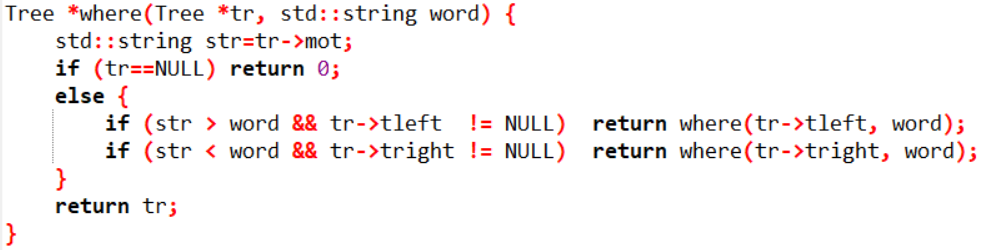 Tree *where(Tree *tr, std::string word) {
    std::string str=tr->mot;
    if (tr==NULL) return 0;
    else {
        if (str > word && tr->tleft  != NULL)  return where(tr->tleft, word);
        if (str < word && tr->tright != NULL)  return where(tr->tright, word);
    }
    return tr;
}